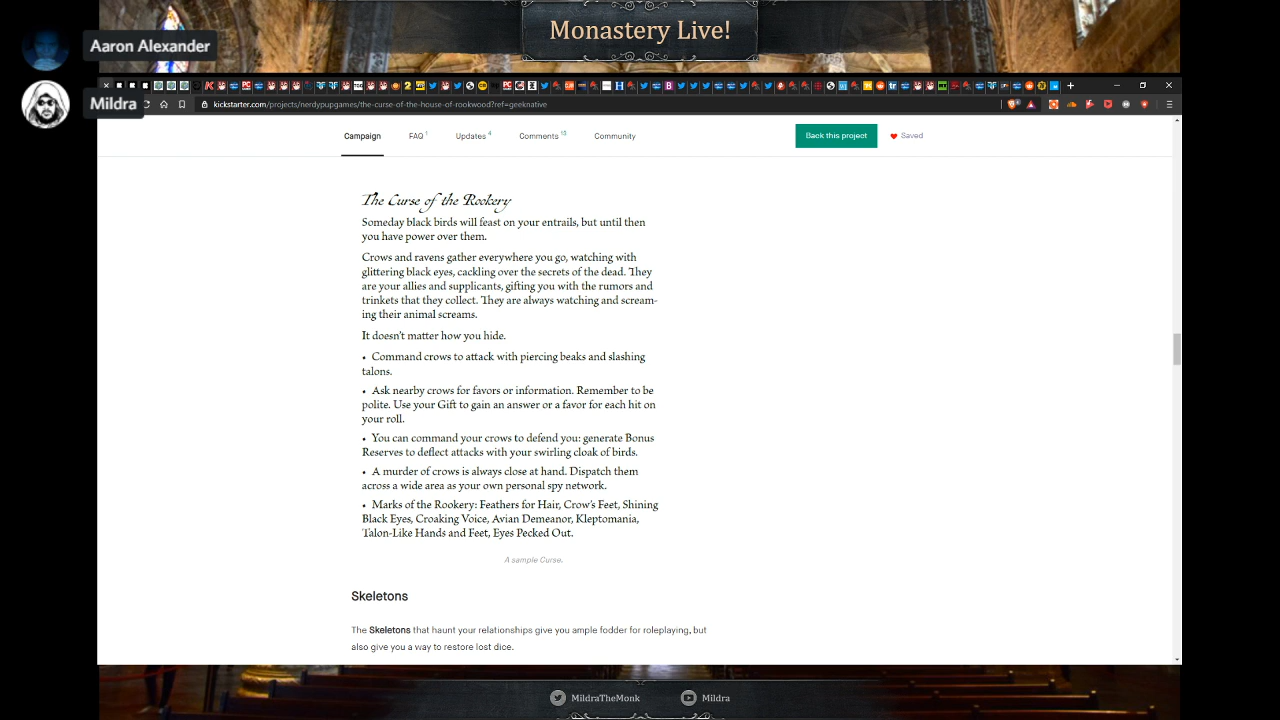 Monastery Live!
Aaron Alexander
Mildra
kickstarter.com/projects/nerdypupgames/the-curse-of-the-house-of-rookwood?ref=geeknative
Campaign FAQ 1 Updates 4 Comments 13 Community Back this project Saved
The Curse of the Rookery
Someday black birds will feast on your entrails, but until then
you have power over them.
Crows and ravens gather everywhere you go, watching with
glittering black eyes, cackling over the secrets of the dead. They
are your allies and supplicants, gifting you with the rumors and
trinkets that they collect. They are always watching and scream-
ing their animal screams.
It doesn't matter how you hide.
• Command crows to attack with piercing beaks and slashing
talons.
• Ask nearby crows for favors or information. Remember to be
polite. Use your Gift to gain an answer or a favor for each hit on
your roll.
• You can command your crows to defend you: generate Bonus
Reserves to deflect attacks with your swirling cloak of birds.
• A murder of crows is always close at hand. Dispatch them
across a wide area as your own personal spy network.
• Marks of the Rookery: Feathers for Hair, Crow's Feet, Shining
Black Eyes, Croaking Voice, Avian Demeanor, Kleptomania,
Talon-Like Hands and Feet, Eyes Pecked Out.
A sample Curse.
Skeletons
The Skeletons that haunt your relationships give you ample fodder for roleplaying, but
also give you a way to restore lost dice.
MildraTheMonk Mildra